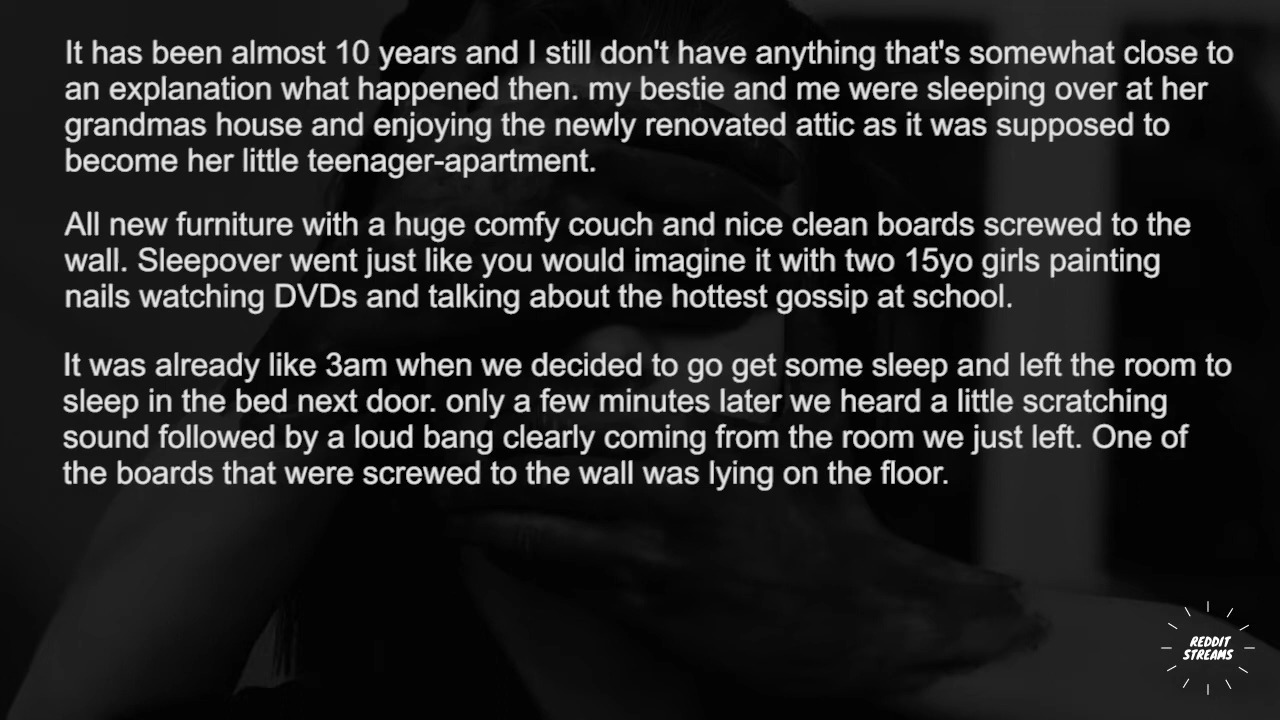 It has been almost 10 years and I still don't have anything that's somewhat close to
an explanation what happened then. my bestie and me were sleeping over at her
grandmas house and enjoying the newly renovated attic as it was supposed to
become her little teenager-apartment.
All new furniture with a huge comfy couch and nice clean boards screwed to the
wall. Sleepover went just like you would imagine it with two 15yo girls painting
nails watching DVDs and talking about the hottest gossip at school.
It was already like 3am when we decided to go get some sleep and left the room to
sleep in the bed next door. only a few minutes later we heard a little scratching
sound followed by a loud bang clearly coming from the room we just left. One of
the boards that were screwed to the wall was lying on the floor.
REDDIT
STREAMS